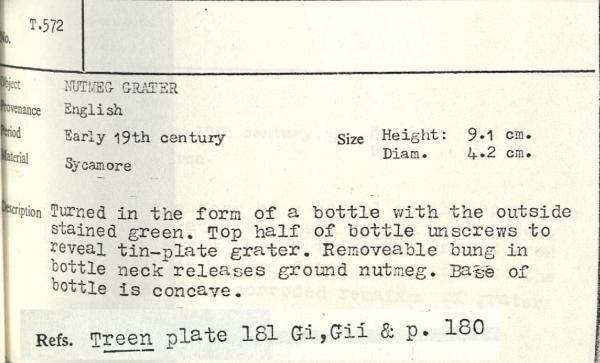 No. T.572
Object NUTMEG GRATER
Provenance English
Period Early 19th century Size Height: 9.1 cm.
Diam. 4.2 cm.
Material Sycamore
Description Turned in the form of a bottle with the outside
stained green. Top half of bottle unscrews to
reveal tin-plate grater. Removeable bung in
bottle neck releases ground nutmeg. Base of
bottle is concave.
Refs. Treen plate 181 Gi,Gii & p. 180